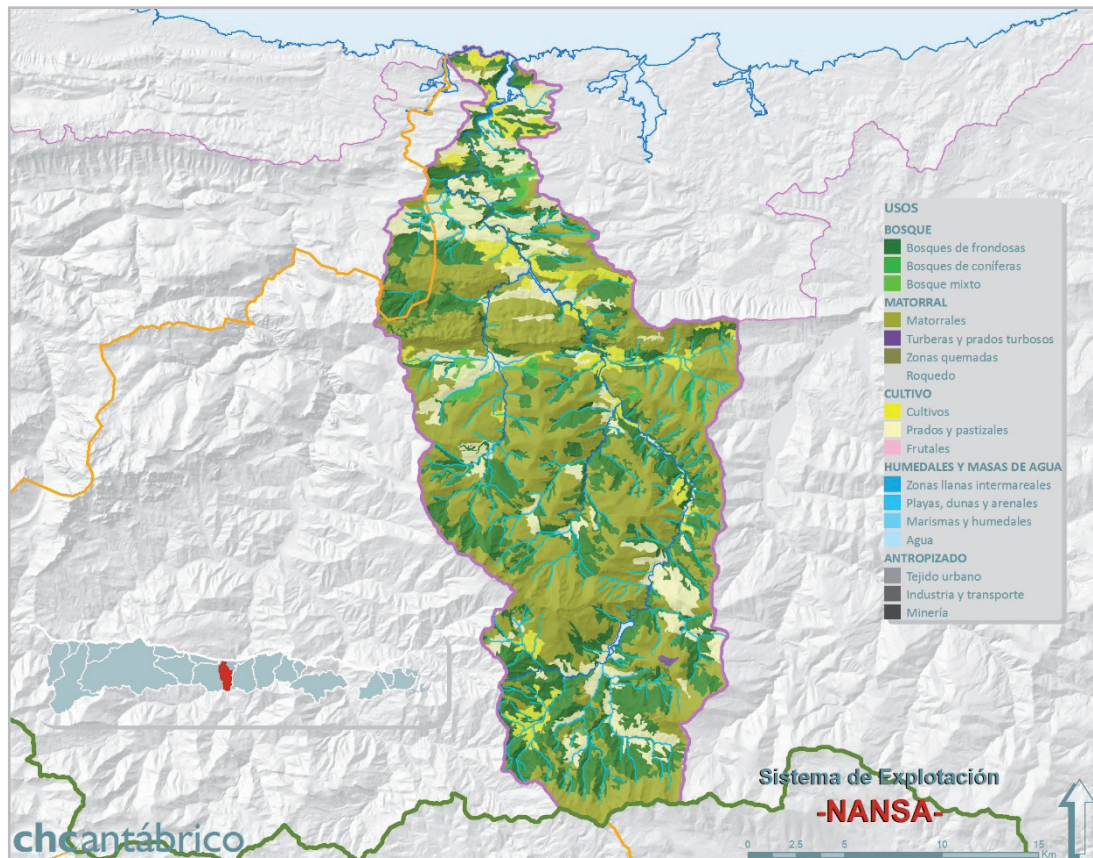 USOS
BOSQUE
Bosques de frondosas
Bosques de coníferas
Bosque mixto
MATORRAL
Matorrales
Turberas y prados turbosos
Zonas quemadas
Roquedo
CULTIVO
Cultivos
Prados y pastizales
Frutales
HUMEDALES Y MASAS DE AGUA
Zonas llanas intermareales
Playas, dunas y arenales
Marismas y humedales
Agua
ANTROPIZADO
Tejido urbano
Industria y transporte
Minería
Sistema de Explotación
-NANSA-
chcantábrico
0 2,5 5 10 15
Km